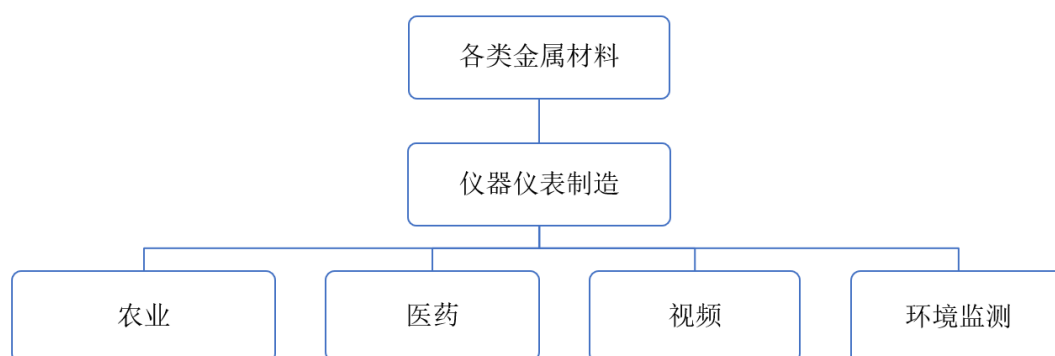 各类金属材料
仪器仪表制造
农业
医药
视频
环境监测